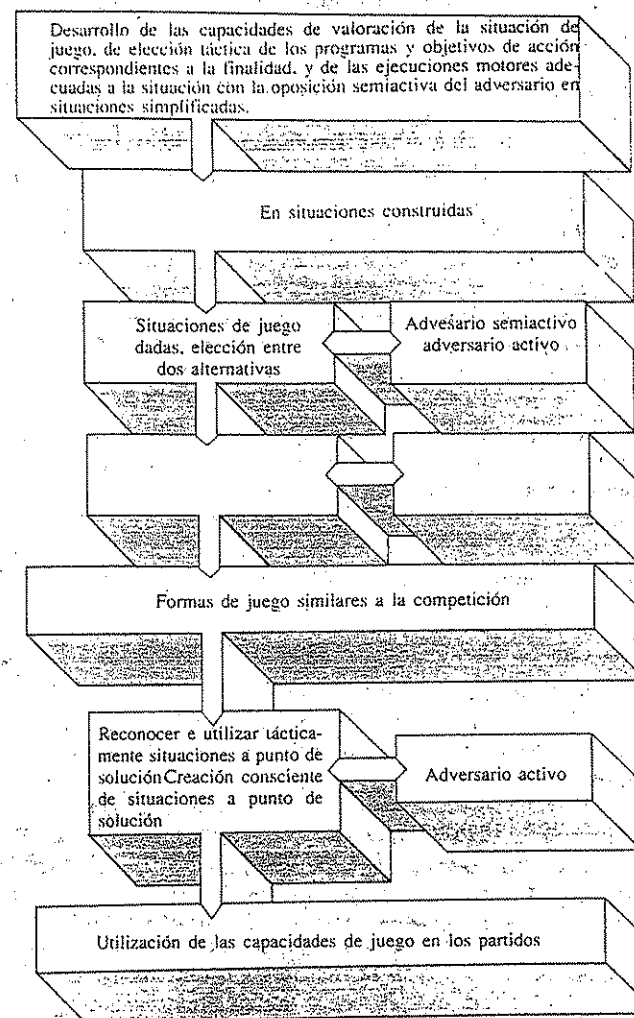 Desarrollo de las capacidades de valoración de la situación de
juego, de elección táctica de los programas y objetivos de acción
correspondientes a la finalidad, y de las ejecuciones motores ade-
cuadas a la situación con la oposición semiactiva del adversario en
situaciones simplificadas.
En situaciones construidas
Situaciones de juego
dadas, elección entre
dos alternativas
Advesario semiactivo
adversario activo
Formas de juego similares a la competición
Reconocer e utilizar táctica-
mente situaciones a punto de
soluciónCreación consciente
de situaciones a punto de
solución
Adversario activo
Utilización de las capacidades de juego en los partidos